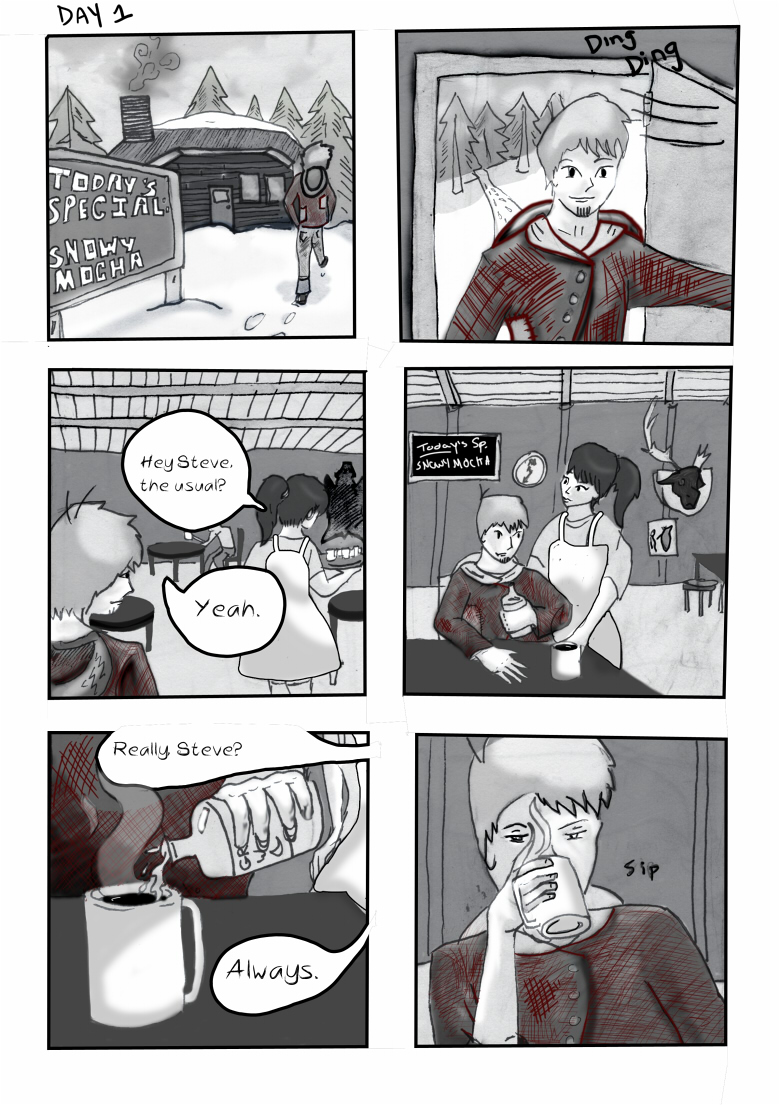 DAY 1
TODAY'S
SPECIAL:
SNOWY
MOCHA
Ding
Ding
Hey Steve,
the usual?
Yeah.
Today's Sp.
SNOWY MOCHA
Really, Steve?
Always.
Sip